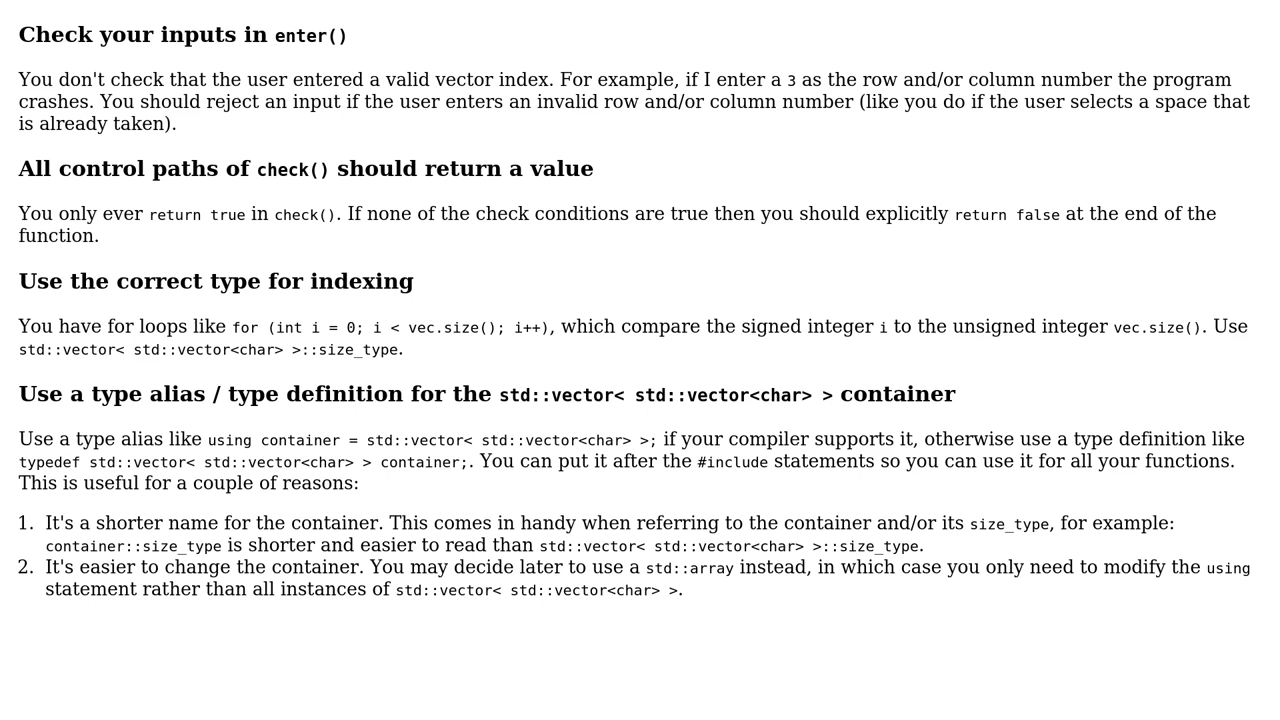 Check your inputs in enter()
You don't check that the user entered a valid vector index. For example, if I enter a 3 as the row and/or column number the program
crashes. You should reject an input if the user enters an invalid row and/or column number (like you do if the user selects a space that
is already taken).
All control paths of check() should return a value
You only ever return true in check(). If none of the check conditions are true then you should explicitly return false at the end of the
function.
Use the correct type for indexing
You have for loops like for (int i = 0; i < vec.size(); i++), which compare the signed integer i to the unsigned integer vec.size(). Use
std::vector< std::vector<char> >::size_type.
Use a type alias / type definition for the std::vector< std::vector<char> > container
Use a type alias like using container = std::vector< std::vector<char> >; if your compiler supports it, otherwise use a type definition like
typedef std::vector< std::vector<char> > container;. You can put it after the #include statements so you can use it for all your functions.
This is useful for a couple of reasons:
1. It's a shorter name for the container. This comes in handy when referring to the container and/or its size_type, for example:
container::size_type is shorter and easier to read than std::vector< std::vector<char> >::size_type.
2. It's easier to change the container. You may decide later to use a std::array instead, in which case you only need to modify the using
statement rather than all instances of std::vector< std::vector<char> >.